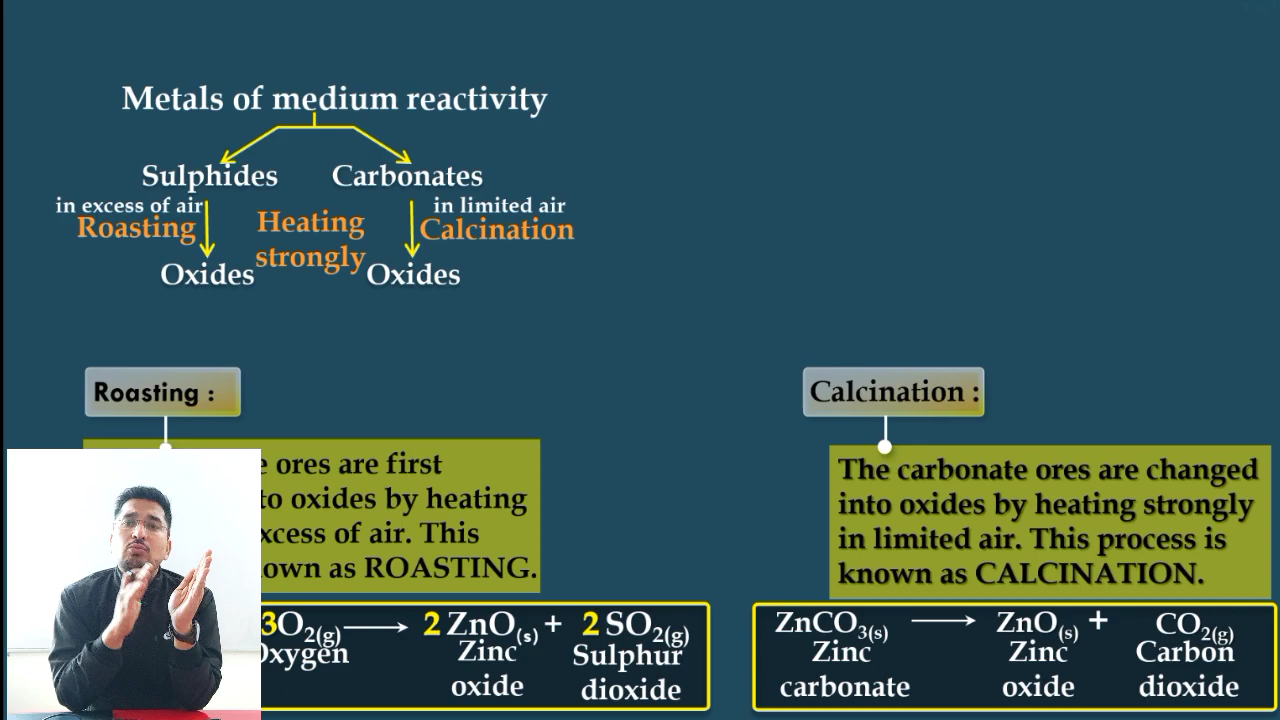 Metals of medium reactivity
Sulphides Carbonates
in excess of air in limited air
Roasting Heating strongly Calcination
Oxides Oxides
Roasting :
ores are first
to oxides by heating
of air. This
as ROASTING.
3O₂(g) → 2 ZnO(s) + 2 SO₂(g)
Zinc Sulphur
oxide dioxide
Calcination :
The carbonate ores are changed
into oxides by heating strongly
in limited air. This process is
known as CALCINATION.
ZnCO₃(s) → ZnO(s) + CO₂(g)
Zinc Zinc Carbon
carbonate oxide dioxide